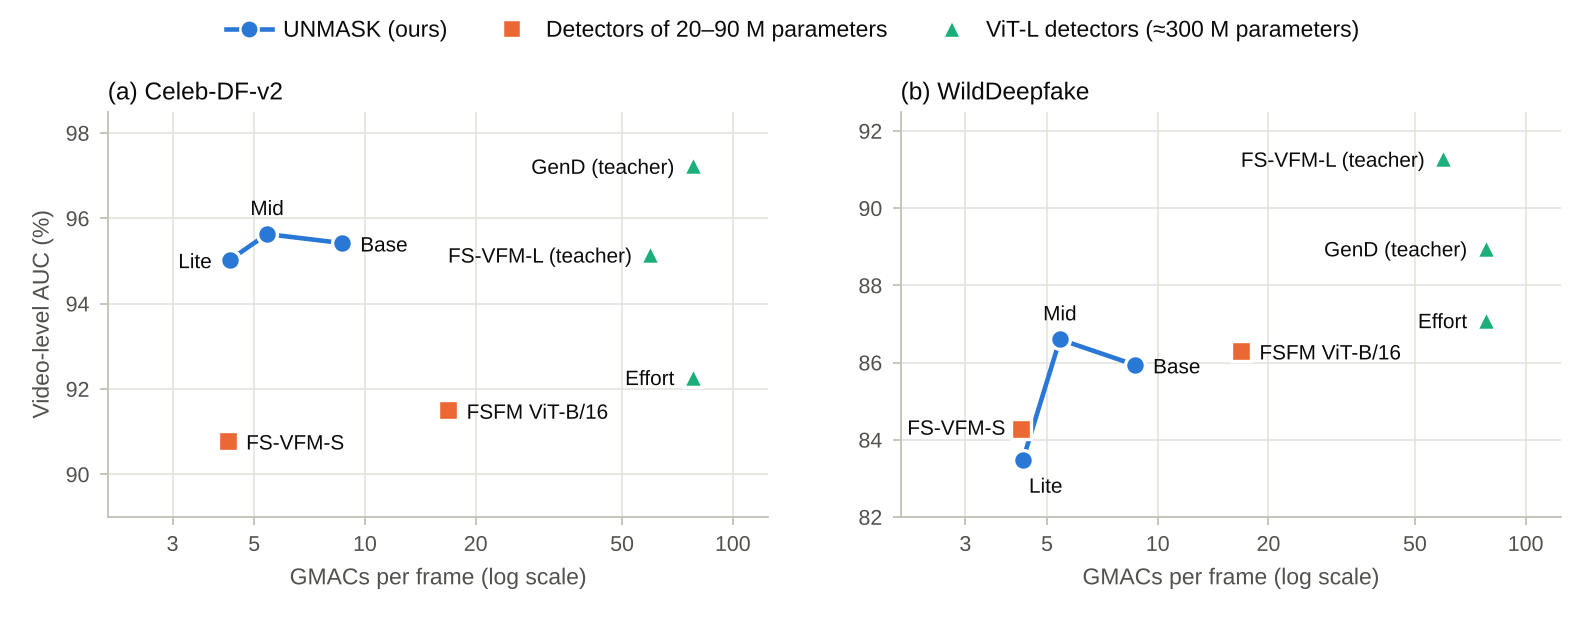 UNMASK (ours) Detectors of 20–90 M parameters ViT-L detectors (≈300 M parameters)
(a) Celeb-DF-v2
Video-level AUC (%)
98
96
94
92
90
GenD (teacher)
Mid
Lite
Base
FS-VFM-L (teacher)
Effort
FSFM ViT-B/16
FS-VFM-S
3 5 10 20 50 100
GMACs per frame (log scale)
(b) WildDeepfake
92
90
88
86
84
82
FS-VFM-L (teacher)
GenD (teacher)
Mid
Effort
FSFM ViT-B/16
Base
FS-VFM-S
Lite
3 5 10 20 50 100
GMACs per frame (log scale)